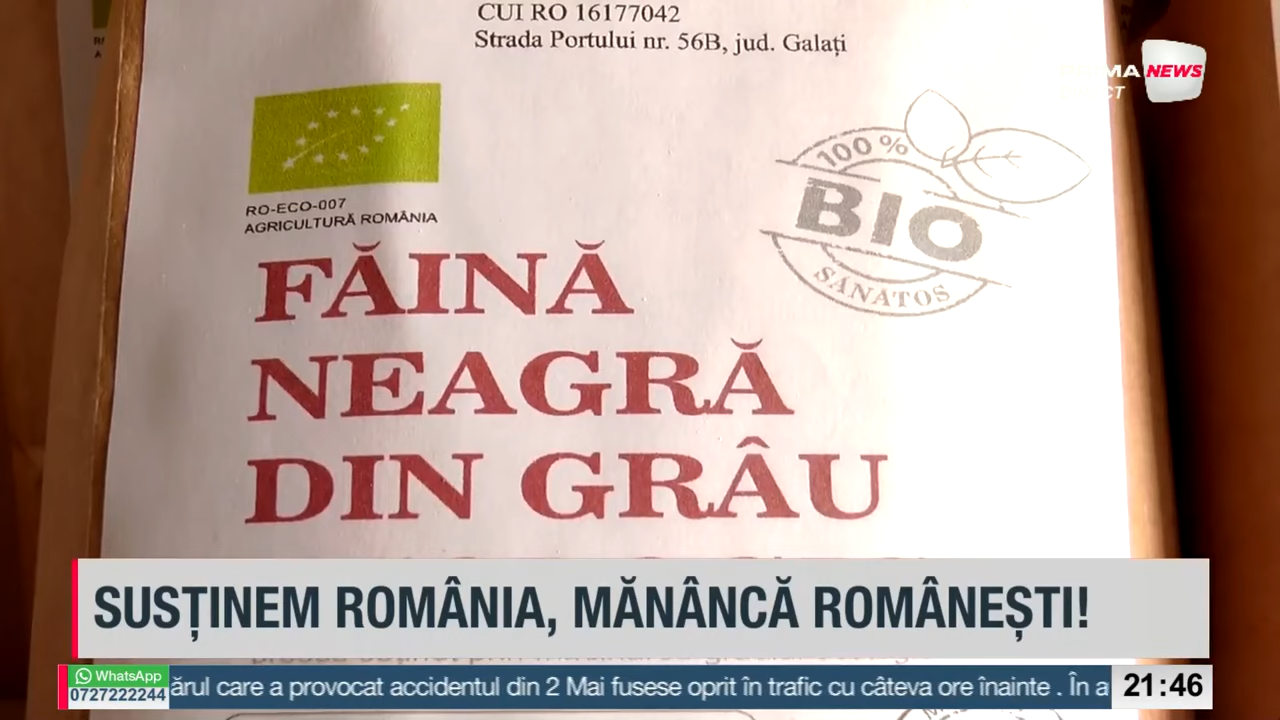 CUI RO 16177042
Strada Portului nr. 56B, jud. Galați
NEWS
RO-ECO-007
AGRICULTURĂ ROMÂNIA
100 %
BIO
SĂNATOS
FĂINĂ
NEAGRĂ
DIN GRÂU
SUSȚINEM ROMÂNIA, MĂNÂNCĂ ROMÂNEȘTI!
WhatsApp
0727222244
care a provocat accidentul din 2 Mai fusese oprit în trafic cu câteva ore înainte . În
21:46